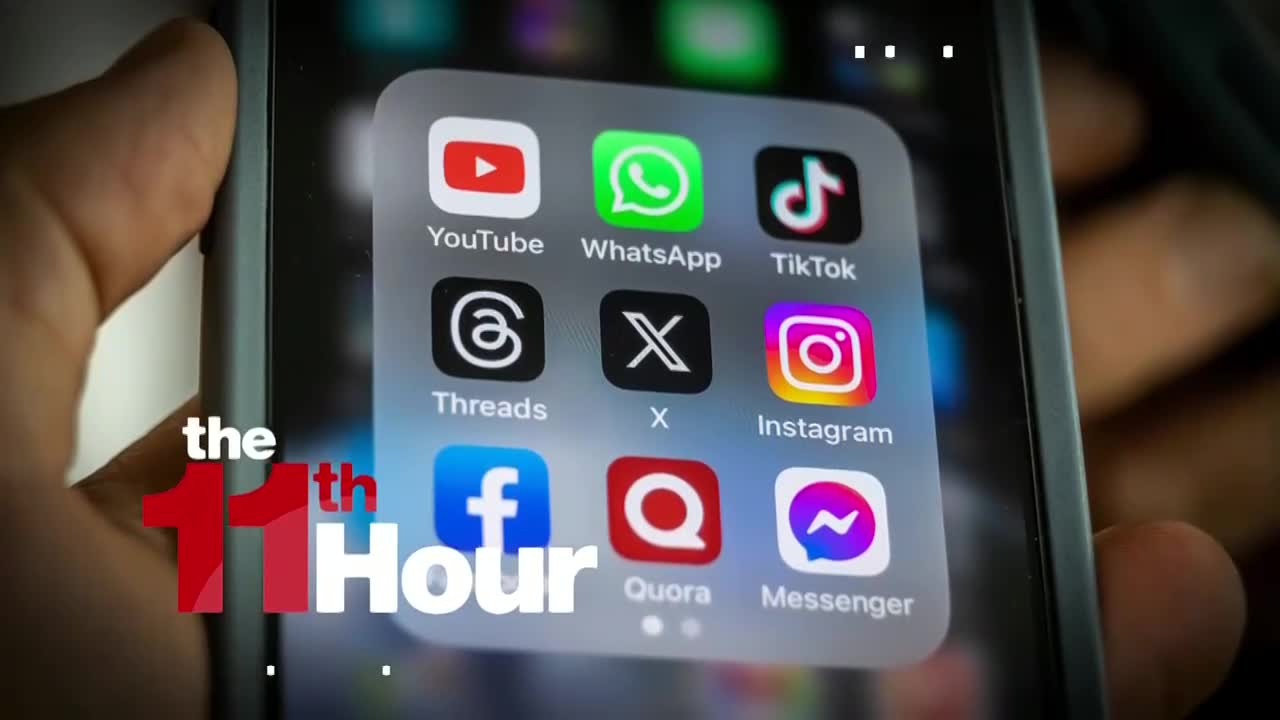 YouTube
WhatsApp
TikTok
Threads
X
Instagram
Quora
Messenger
the
11th
Hour